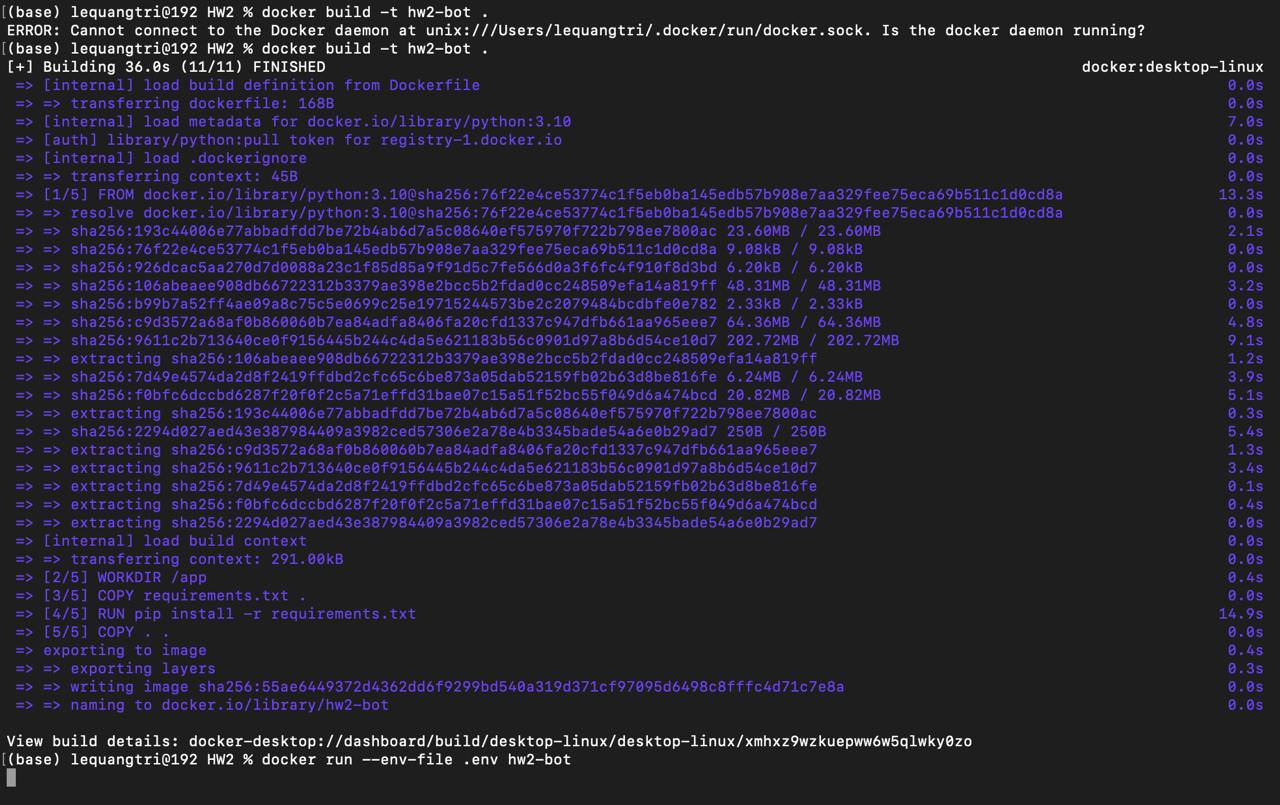 [(base) lequangtri@192 HW2 % docker build -t hw2-bot .
ERROR: Cannot connect to the Docker daemon at unix:///Users/lequangtri/.docker/run/docker.sock. Is the docker daemon running?
[(base) lequangtri@192 HW2 % docker build -t hw2-bot .
[+] Building 36.0s (11/11) FINISHED docker:desktop-linux
=> [internal] load build definition from Dockerfile 0.0s
=> => transferring dockerfile: 168B 0.0s
=> [internal] load metadata for docker.io/library/python:3.10 7.0s
=> [auth] library/python:pull token for registry-1.docker.io 0.0s
=> [internal] load .dockerignore 0.0s
=> => transferring context: 45B 0.0s
=> [1/5] FROM docker.io/library/python:3.10@sha256:76f22e4ce53774c1f5eb0ba145edb57b908e7aa329fee75eca69b511c1d0cd8a 13.3s
=> => resolve docker.io/library/python:3.10@sha256:76f22e4ce53774c1f5eb0ba145edb57b908e7aa329fee75eca69b511c1d0cd8a 0.0s
=> => sha256:193c44006e77abbadfdd7be72b4ab6d7a5c08640ef575970f722b798ee7800ac 23.60MB / 23.60MB 2.1s
=> => sha256:76f22e4ce53774c1f5eb0ba145edb57b908e7aa329fee75eca69b511c1d0cd8a 9.08kB / 9.08kB 0.0s
=> => sha256:926dcac5aa270d7d0088a23c1f85d85a9f91d5c7fe566d0a3f6fc4f910f8d3bd 6.20kB / 6.20kB 0.0s
=> => sha256:106abeaee908db66722312b3379ae398e2bcc5b2fdad0cc248509efa14a819ff 48.31MB / 48.31MB 3.2s
=> => sha256:b99b7a52ff4ae09a8c75c5e0699c25e19715244573be2c2079484bcdbfe0e782 2.33kB / 2.33kB 0.0s
=> => sha256:c9d3572a68af0b860060b7ea84adfa8406fa20cfd1337c947dfb661aa965eee7 64.36MB / 64.36MB 4.8s
=> => sha256:9611c2b713640ce0f9156445b244c4da5e621183b56c0901d97a8b6d54ce10d7 202.72MB / 202.72MB 9.1s
=> => extracting sha256:106abeaee908db66722312b3379ae398e2bcc5b2fdad0cc248509efa14a819ff 1.2s
=> => sha256:7d49e4574da2d8f2419ffdbd2cfc65c6be873a05dab52159fb02b63d8be816fe 6.24MB / 6.24MB 3.9s
=> => sha256:f0bfc6dccbd6287f20f0f2c5a71effd31bae07c15a51f52bc55f049d6a474bcd 20.82MB / 20.82MB 5.1s
=> => extracting sha256:193c44006e77abbadfdd7be72b4ab6d7a5c08640ef575970f722b798ee7800ac 0.3s
=> => sha256:2294d027aed43e387984409a3982ced57306e2a78e4b3345bade54a6e0b29ad7 250B / 250B 5.4s
=> => extracting sha256:c9d3572a68af0b860060b7ea84adfa8406fa20cfd1337c947dfb661aa965eee7 1.3s
=> => extracting sha256:9611c2b713640ce0f9156445b244c4da5e621183b56c0901d97a8b6d54ce10d7 3.4s
=> => extracting sha256:7d49e4574da2d8f2419ffdbd2cfc65c6be873a05dab52159fb02b63d8be816fe 0.1s
=> => extracting sha256:f0bfc6dccbd6287f20f0f2c5a71effd31bae07c15a51f52bc55f049d6a474bcd 0.4s
=> => extracting sha256:2294d027aed43e387984409a3982ced57306e2a78e4b3345bade54a6e0b29ad7 0.0s
=> [internal] load build context 0.0s
=> => transferring context: 291.00kB 0.0s
=> [2/5] WORKDIR /app 0.4s
=> [3/5] COPY requirements.txt . 0.0s
=> [4/5] RUN pip install -r requirements.txt 14.9s
=> [5/5] COPY . . 0.0s
=> exporting to image 0.4s
=> => exporting layers 0.3s
=> => writing image sha256:55ae6449372d4362dd6f9299bd540a319d371cf97095d6498c8fffc4d71c7e8a 0.0s
=> => naming to docker.io/library/hw2-bot 0.0s
View build details: docker-desktop://dashboard/build/desktop-linux/desktop-linux/xmhxz9wzkuepww6w5qlwky0zo
[(base) lequangtri@192 HW2 % docker run --env-file .env hw2-bot